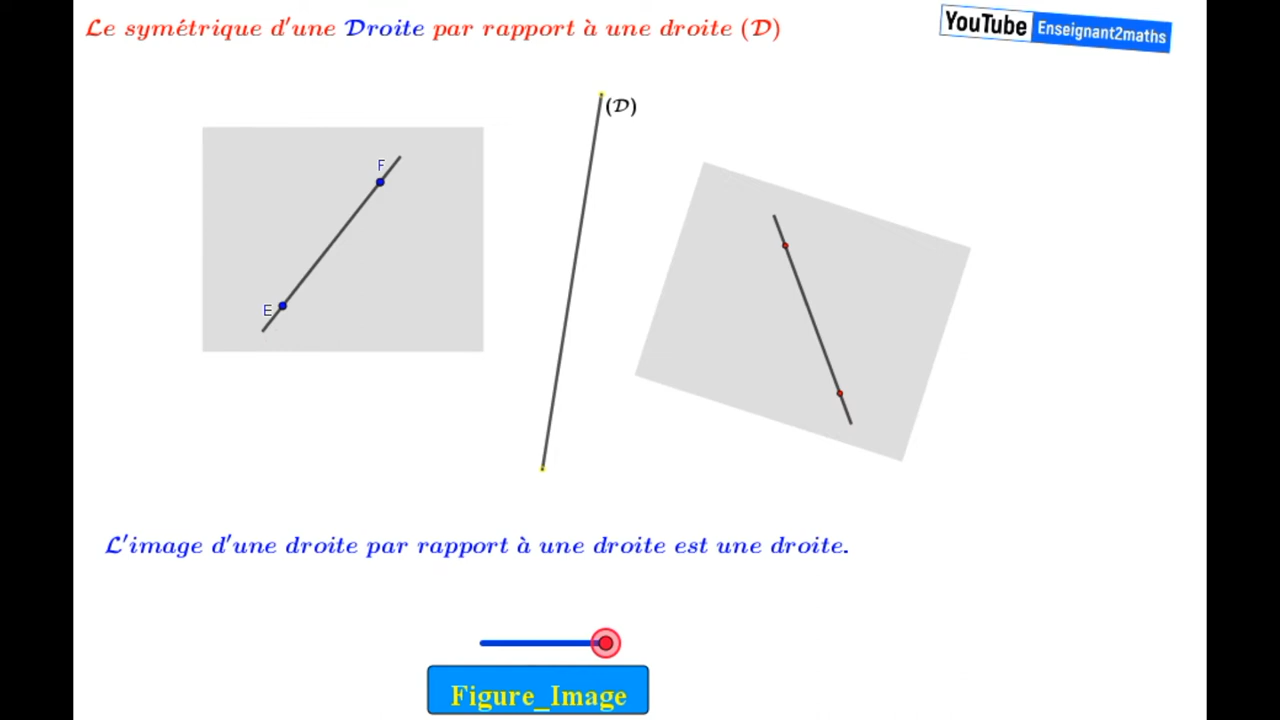 Le symétrique d'une Droite par rapport à une droite (D)
YouTube Enseignant2maths
(D)
F
E
L'image d'une droite par rapport à une droite est une droite.
Figure_Image